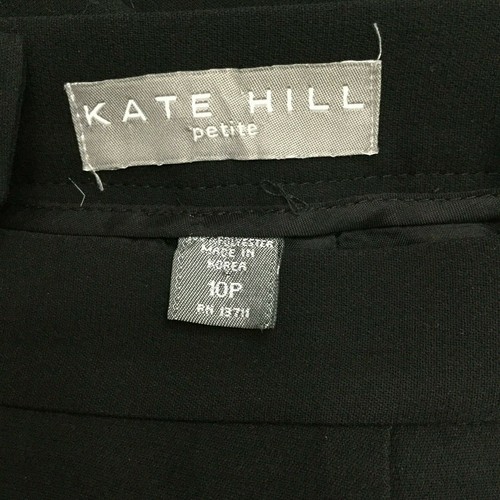 KATE HILL
petite
POLYESTER
MADE IN
KOREA
10P
RN 13711